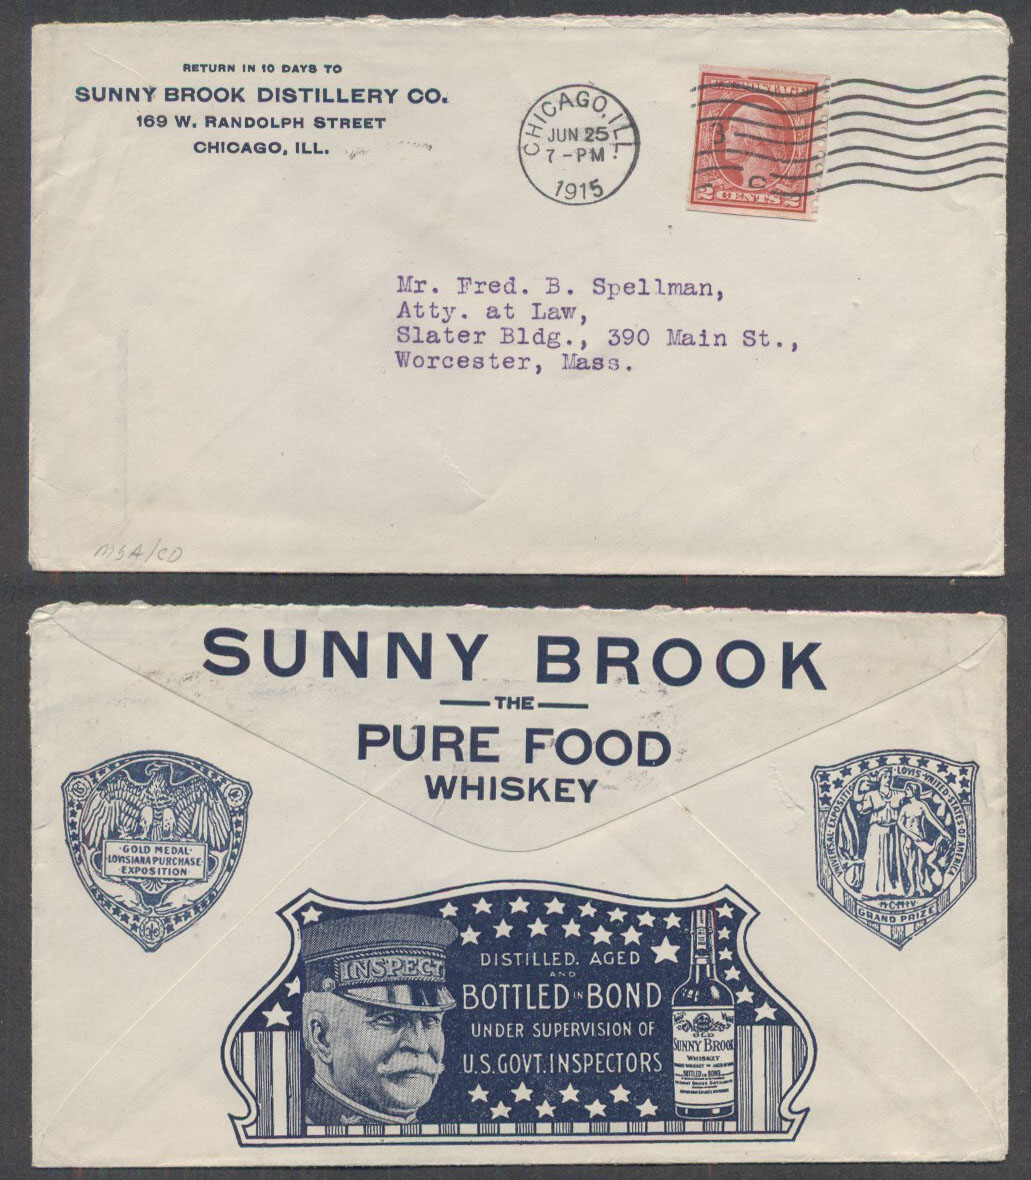 RETURN IN 10 DAYS TO
SUNNY BROOK DISTILLERY CO.
169 W. RANDOLPH STREET
CHICAGO, ILL.
CHICAGO, ILL.
JUN 25
7-PM
1915
C
2 CENTS 2
Mr. Fred. B. Spellman,
Atty. at Law,
Slater Bldg., 390 Main St.,
Worcester, Mass.
MSA/CD
SUNNY BROOK
THE
PURE FOOD
WHISKEY
GOLD MEDAL
LOVISIANA PURCHASE
EXPOSITION
UNIVERSAL EXPOSITION
LOVIS·VNITED STATES·OF AMERICA
MCMIV
GRAND PRIZE
INSPECT
DISTILLED. AGED
AND
BOTTLED IN BOND
UNDER SUPERVISION OF
U.S. GOVT. INSPECTORS
OLD
SUNNY BROOK
WHISKEY
BOTTLED IN BOND